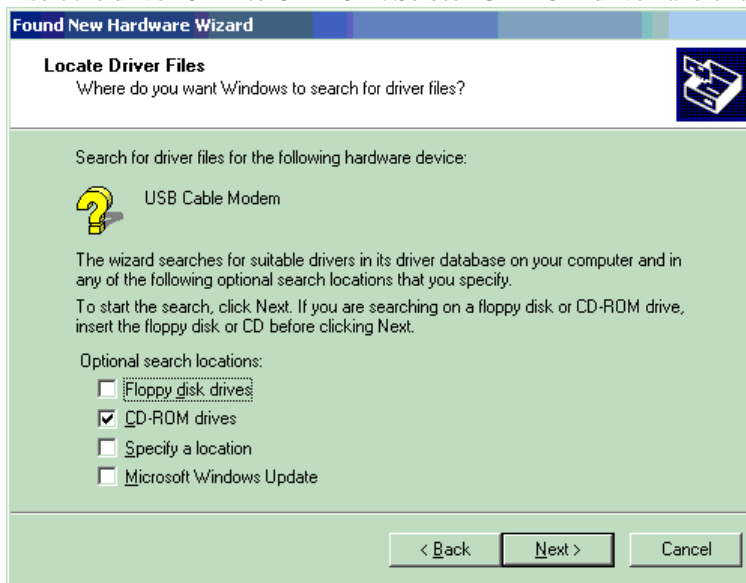 Found New Hardware Wizard
Locate Driver Files
Where do you want Windows to search for driver files?
Search for driver files for the following hardware device:
USB Cable Modem
The wizard searches for suitable drivers in its driver database on your computer and in
any of the following optional search locations that you specify.
To start the search, click Next. If you are searching on a floppy disk or CD-ROM drive,
insert the floppy disk or CD before clicking Next.
Optional search locations:
Floppy disk drives
CD-ROM drives
Specify a location
Microsoft Windows Update
< Back Next > Cancel